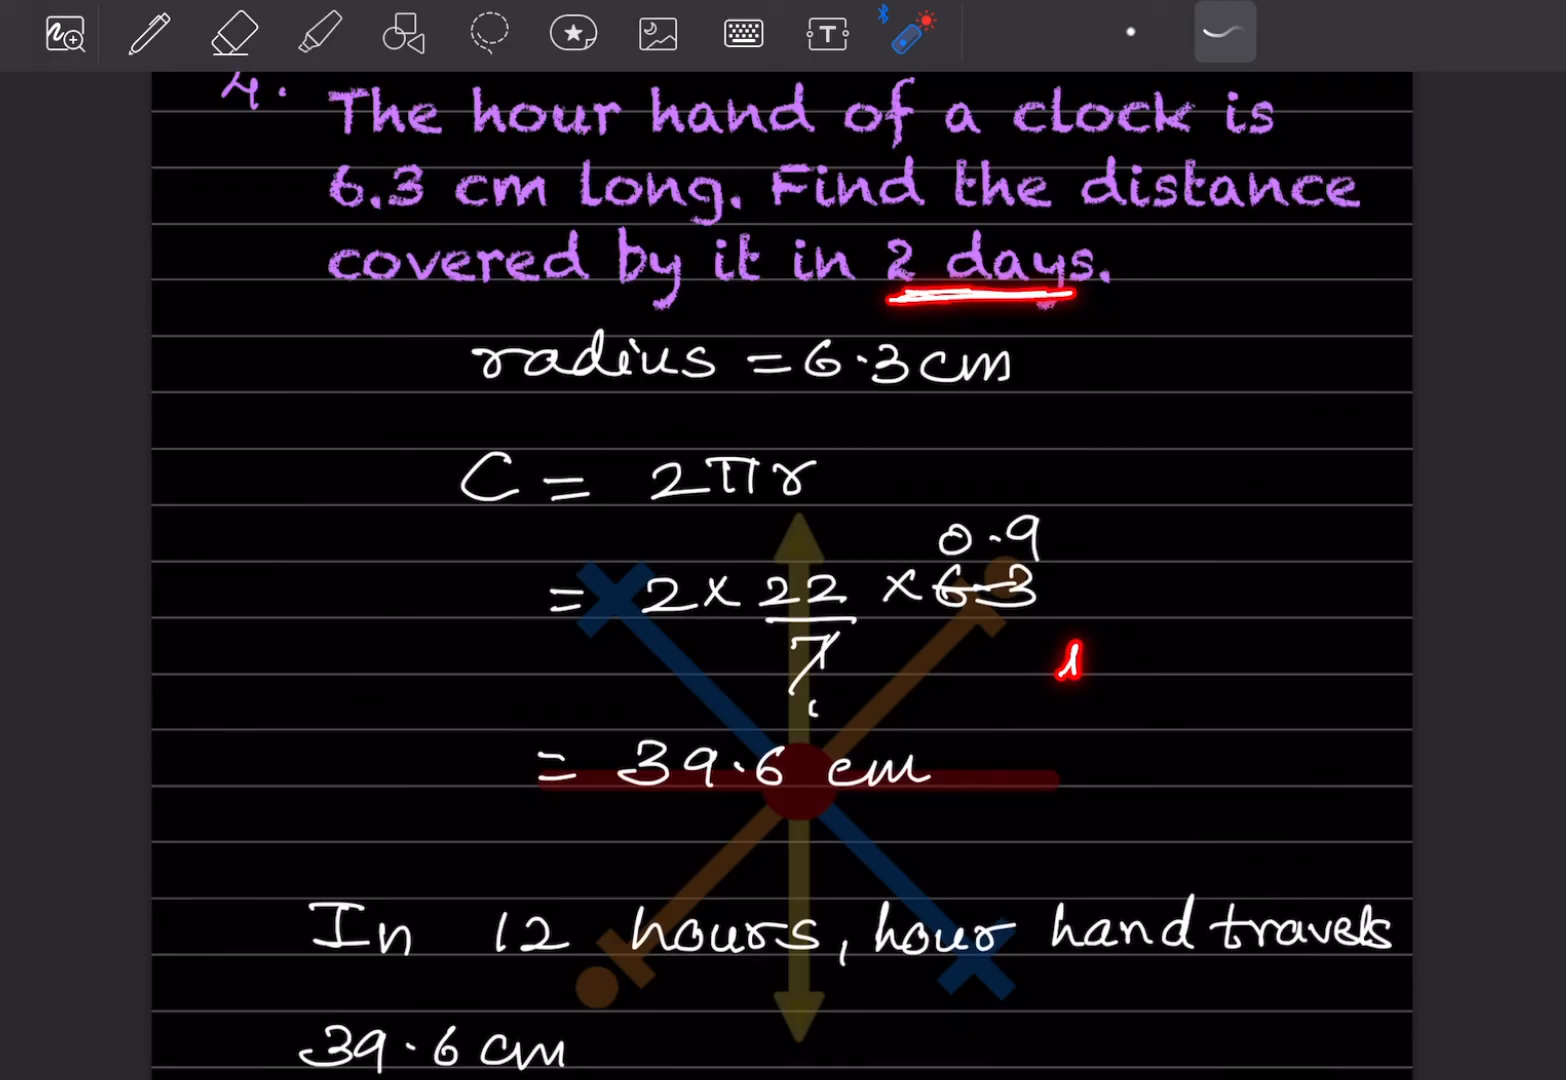 4. The hour hand of a clock is
6.3 cm long. Find the distance
covered by it in 2 days.
radius = 6.3 cm
C = 2πr
0.9
= 2 × 22 × 6.3
7
1
= 39.6 cm
In 12 hours, hour hand travels
39.6 cm